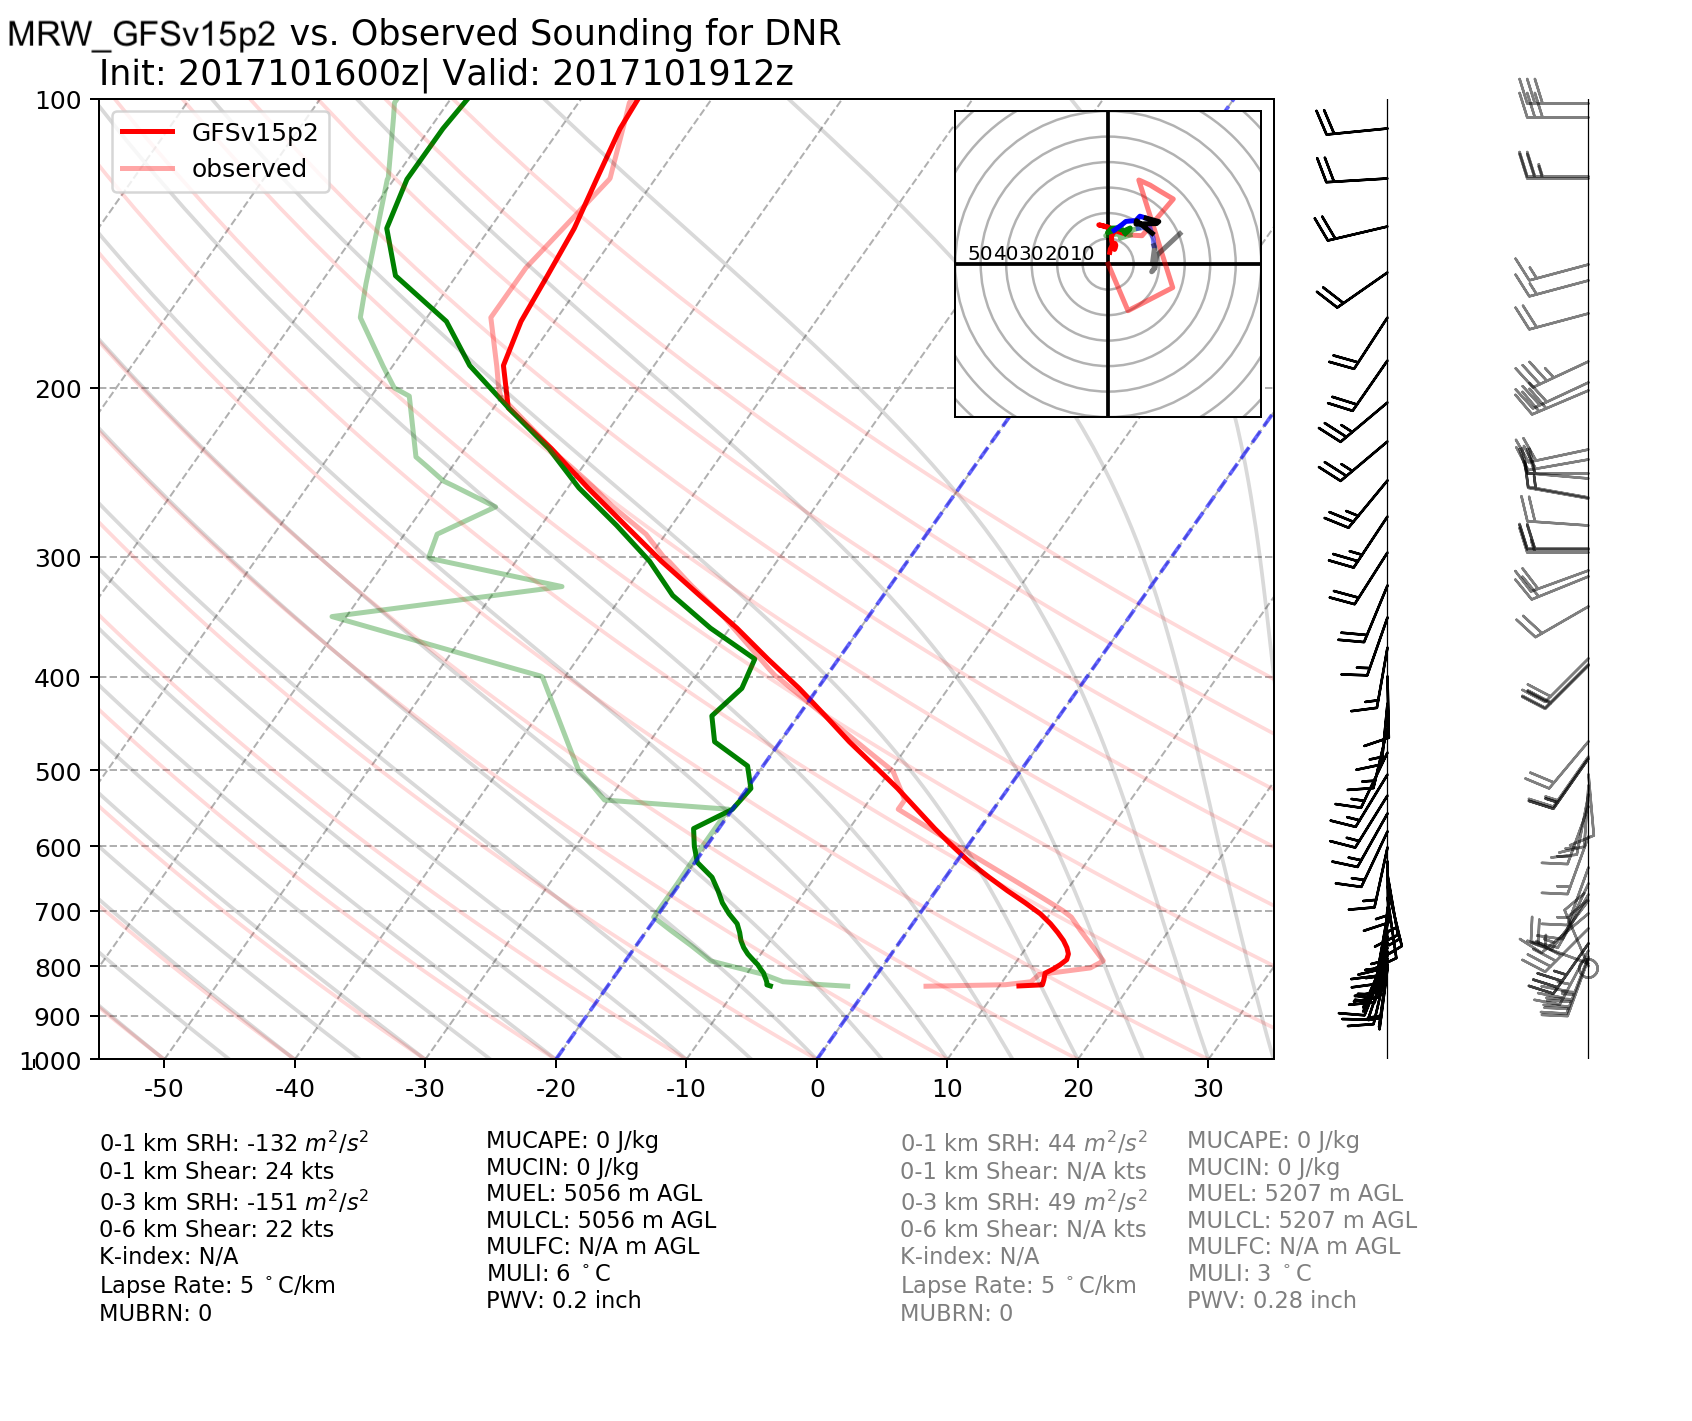 MRW_GFSv15p2 vs. Observed Sounding for DNR
Init: 2017101600z| Valid: 2017101912z
GFSv15p2
observed
5040302010
100
200
300
400
500
600
700
800
900
1000
-50 -40 -30 -20 -10 0 10 20 30
0-1 km SRH: -132 m²/s²
0-1 km Shear: 24 kts
0-3 km SRH: -151 m²/s²
0-6 km Shear: 22 kts
K-index: N/A
Lapse Rate: 5 °C/km
MUBRN: 0
MUCAPE: 0 J/kg
MUCIN: 0 J/kg
MUEL: 5056 m AGL
MULCL: 5056 m AGL
MULFC: N/A m AGL
MULI: 6 °C
PWV: 0.2 inch
0-1 km SRH: 44 m²/s²
0-1 km Shear: N/A kts
0-3 km SRH: 49 m²/s²
0-6 km Shear: N/A kts
K-index: N/A
Lapse Rate: 5 °C/km
MUBRN: 0
MUCAPE: 0 J/kg
MUCIN: 0 J/kg
MUEL: 5207 m AGL
MULCL: 5207 m AGL
MULFC: N/A m AGL
MULI: 3 °C
PWV: 0.28 inch